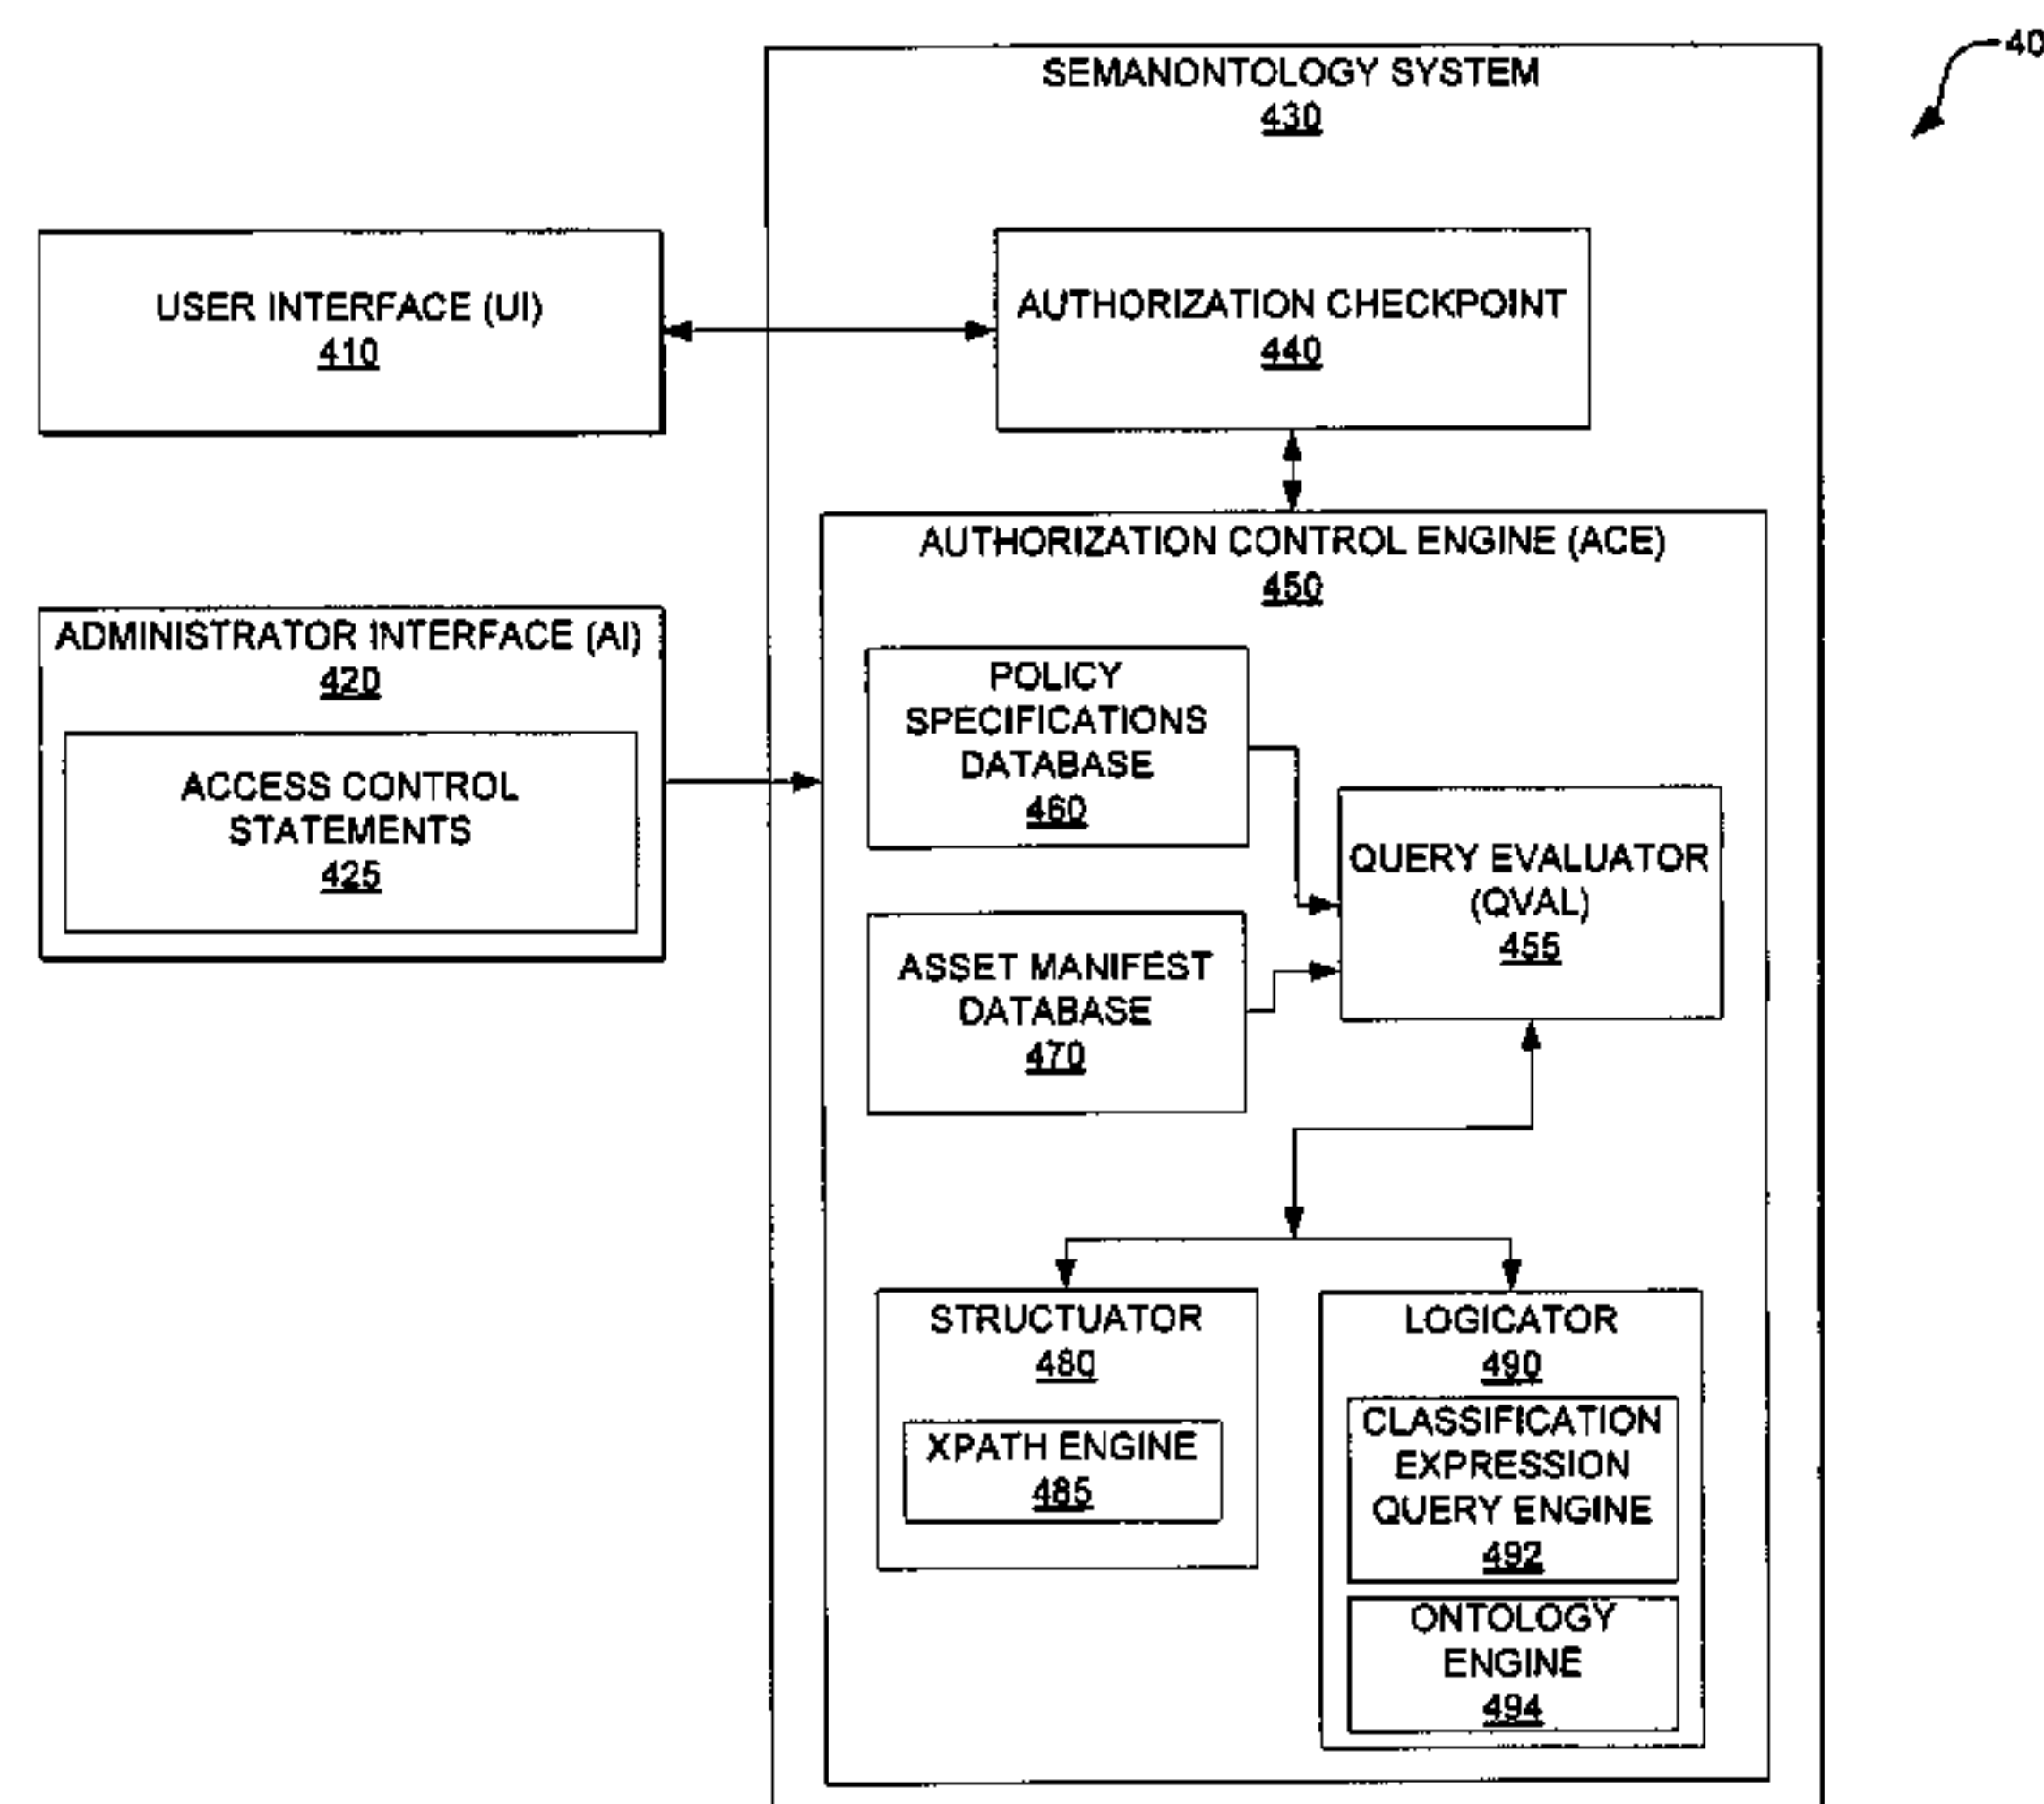 40
SEMANONTOLOGY SYSTEM
430
USER INTERFACE (UI)
410
AUTHORIZATION CHECKPOINT
440
AUTHORIZATION CONTROL ENGINE (ACE)
450
ADMINISTRATOR INTERFACE (AI)
420
ACCESS CONTROL
STATEMENTS
425
POLICY
SPECIFICATIONS
DATABASE
460
QUERY EVALUATOR
(QVAL)
455
ASSET MANIFEST
DATABASE
470
STRUCTUATOR
480
XPATH ENGINE
485
LOGICATOR
490
CLASSIFICATION
EXPRESSION
QUERY ENGINE
492
ONTOLOGY
ENGINE
494